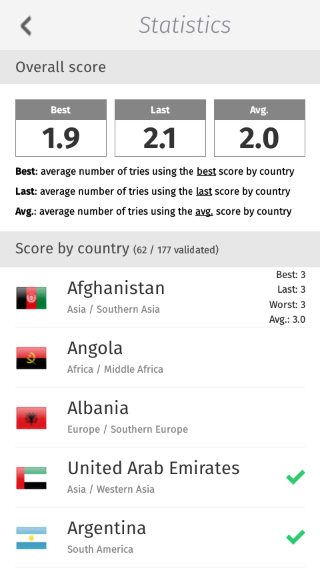 Statistics
Overall score
Best Last Avg.
1.9 2.1 2.0
Best: average number of tries using the best score by country
Last: average number of tries using the last score by country
Avg.: average number of tries using the avg. score by country
Score by country (62 / 177 validated)
Afghanistan
Asia / Southern Asia
Best: 3
Last: 3
Worst: 3
Avg.: 3.0
Angola
Africa / Middle Africa
Albania
Europe / Southern Europe
United Arab Emirates
Asia / Western Asia
Argentina
South America